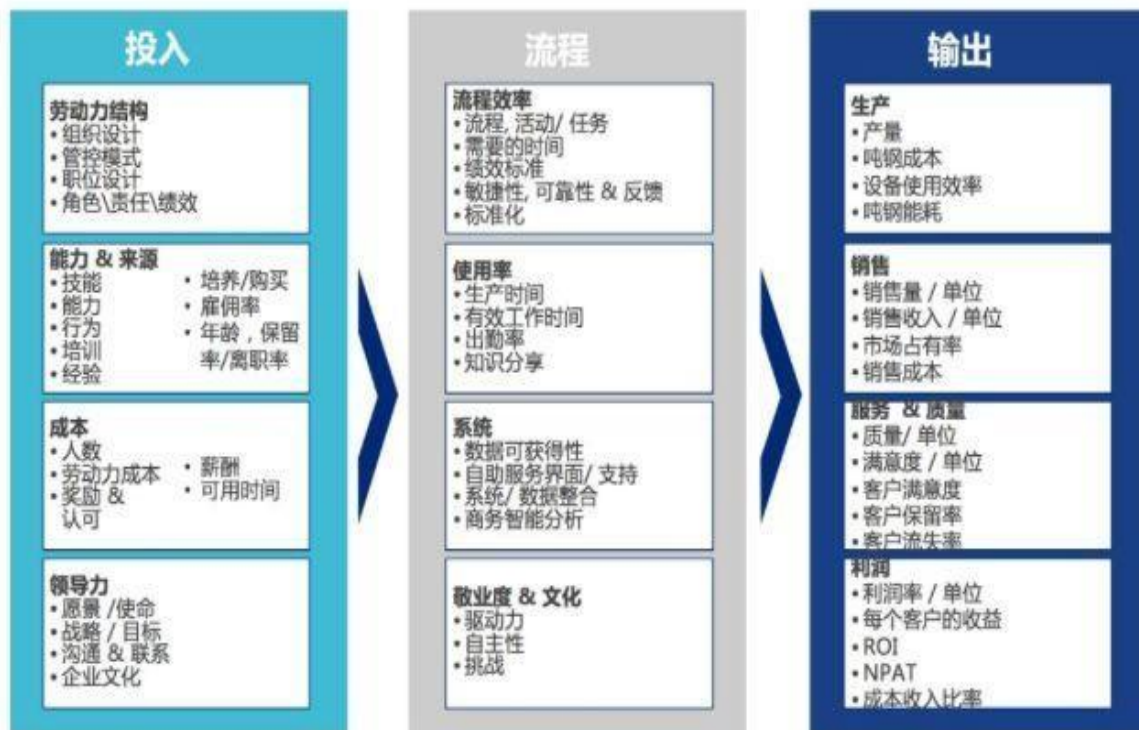 投入
劳动力结构
• 组织设计
• 管控模式
• 职位设计
• 角色\责任\绩效
能力 & 来源
• 技能
• 能力
• 行为
• 培训
• 经验
• 培养/购买
• 雇佣率
• 年龄，保留
率/离职率
成本
• 人数
• 劳动力成本
• 奖励 &
认可
• 薪酬
• 可用时间
领导力
• 愿景 /使命
• 战略 / 目标
• 沟通 & 联系
• 企业文化
流程
流程效率
• 流程, 活动/ 任务
• 需要的时间
• 绩效标准
• 敏捷性, 可靠性 & 反馈
• 标准化
使用率
• 生产时间
• 有效工作时间
• 出勤率
• 知识分享
系统
• 数据可获得性
• 自助服务界面/ 支持
• 系统/ 数据整合
• 商务智能分析
敬业度 & 文化
• 驱动力
• 自主性
• 挑战
输出
生产
• 产量
• 吨钢成本
• 设备使用效率
• 吨钢能耗
销售
• 销售量 / 单位
• 销售收入 / 单位
• 市场占有率
• 销售成本
服务 & 质量
• 质量/ 单位
• 满意度 / 单位
• 客户满意度
• 客户保留率
• 客户流失率
利润
• 利润率 / 单位
• 每个客户的收益
• ROI
• NPAT
• 成本收入比率